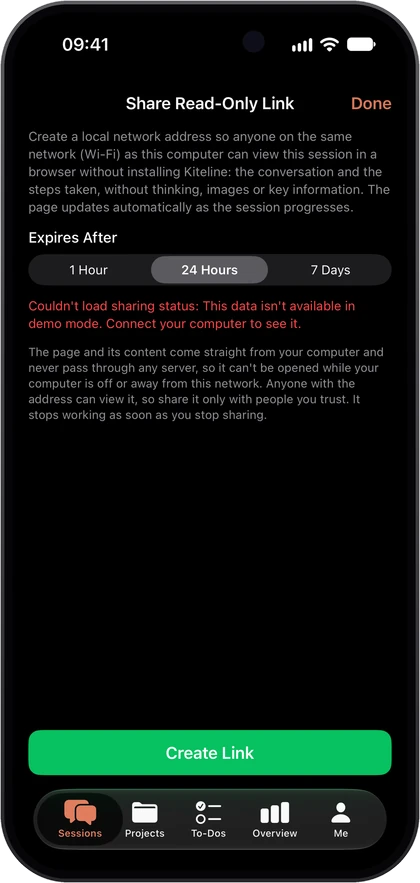 09:41
Share Read-Only Link
Done
Create a local network address so anyone on the same
network (Wi-Fi) as this computer can view this session in a
browser without installing Kiteline: the conversation and the
steps taken, without thinking, images or key information. The
page updates automatically as the session progresses.
Expires After
1 Hour
24 Hours
7 Days
Couldn't load sharing status: This data isn't available in
demo mode. Connect your computer to see it.
The page and its content come straight from your computer and
never pass through any server, so it can't be opened while your
computer is off or away from this network. Anyone with the
address can view it, so share it only with people you trust. It
stops working as soon as you stop sharing.
Create Link
Sessions
Projects
To-Dos
Overview
Me